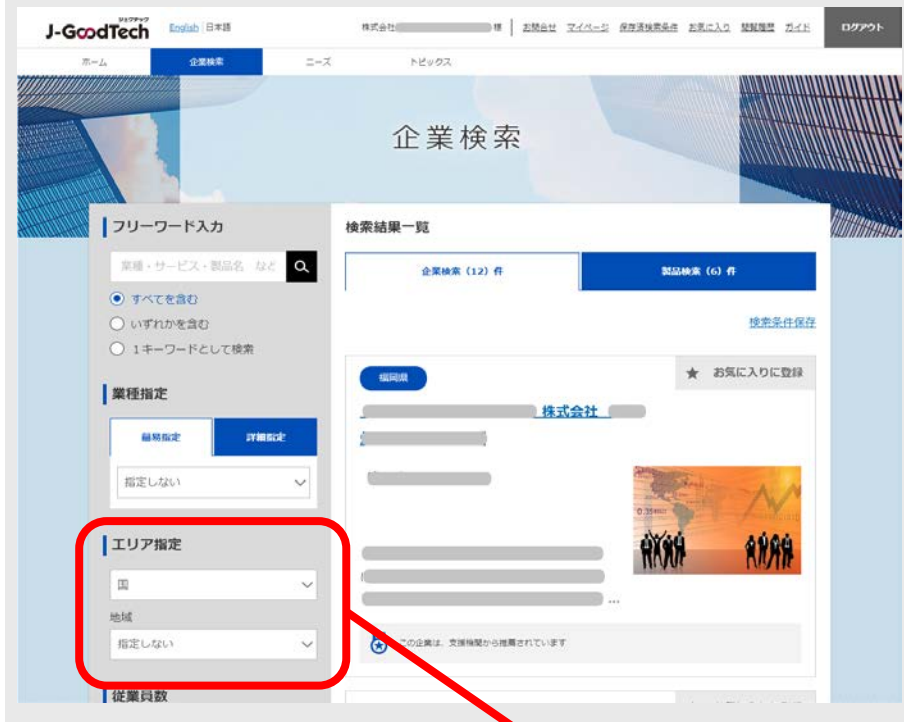 ジェグテック
J-GoodTech English 日本語 株式会社 様 お問合せ マイページ 保存済検索条件 お気に入り 閲覧履歴 ガイド ログアウト
ホーム 企業検索 ニーズ トピックス
企業検索
フリーワード入力
業種・サービス・製品名 など
すべてを含む
いずれかを含む
1キーワードとして検索
業種指定
簡易指定 詳細指定
指定しない
エリア指定
国
地域
指定しない
従業員数
検索結果一覧
企業検索（12）件 製品検索（6）件
検索条件保存
福岡県 ★ お気に入りに登録
株式会社
0.35
...
この企業は、支援機関から推薦されています